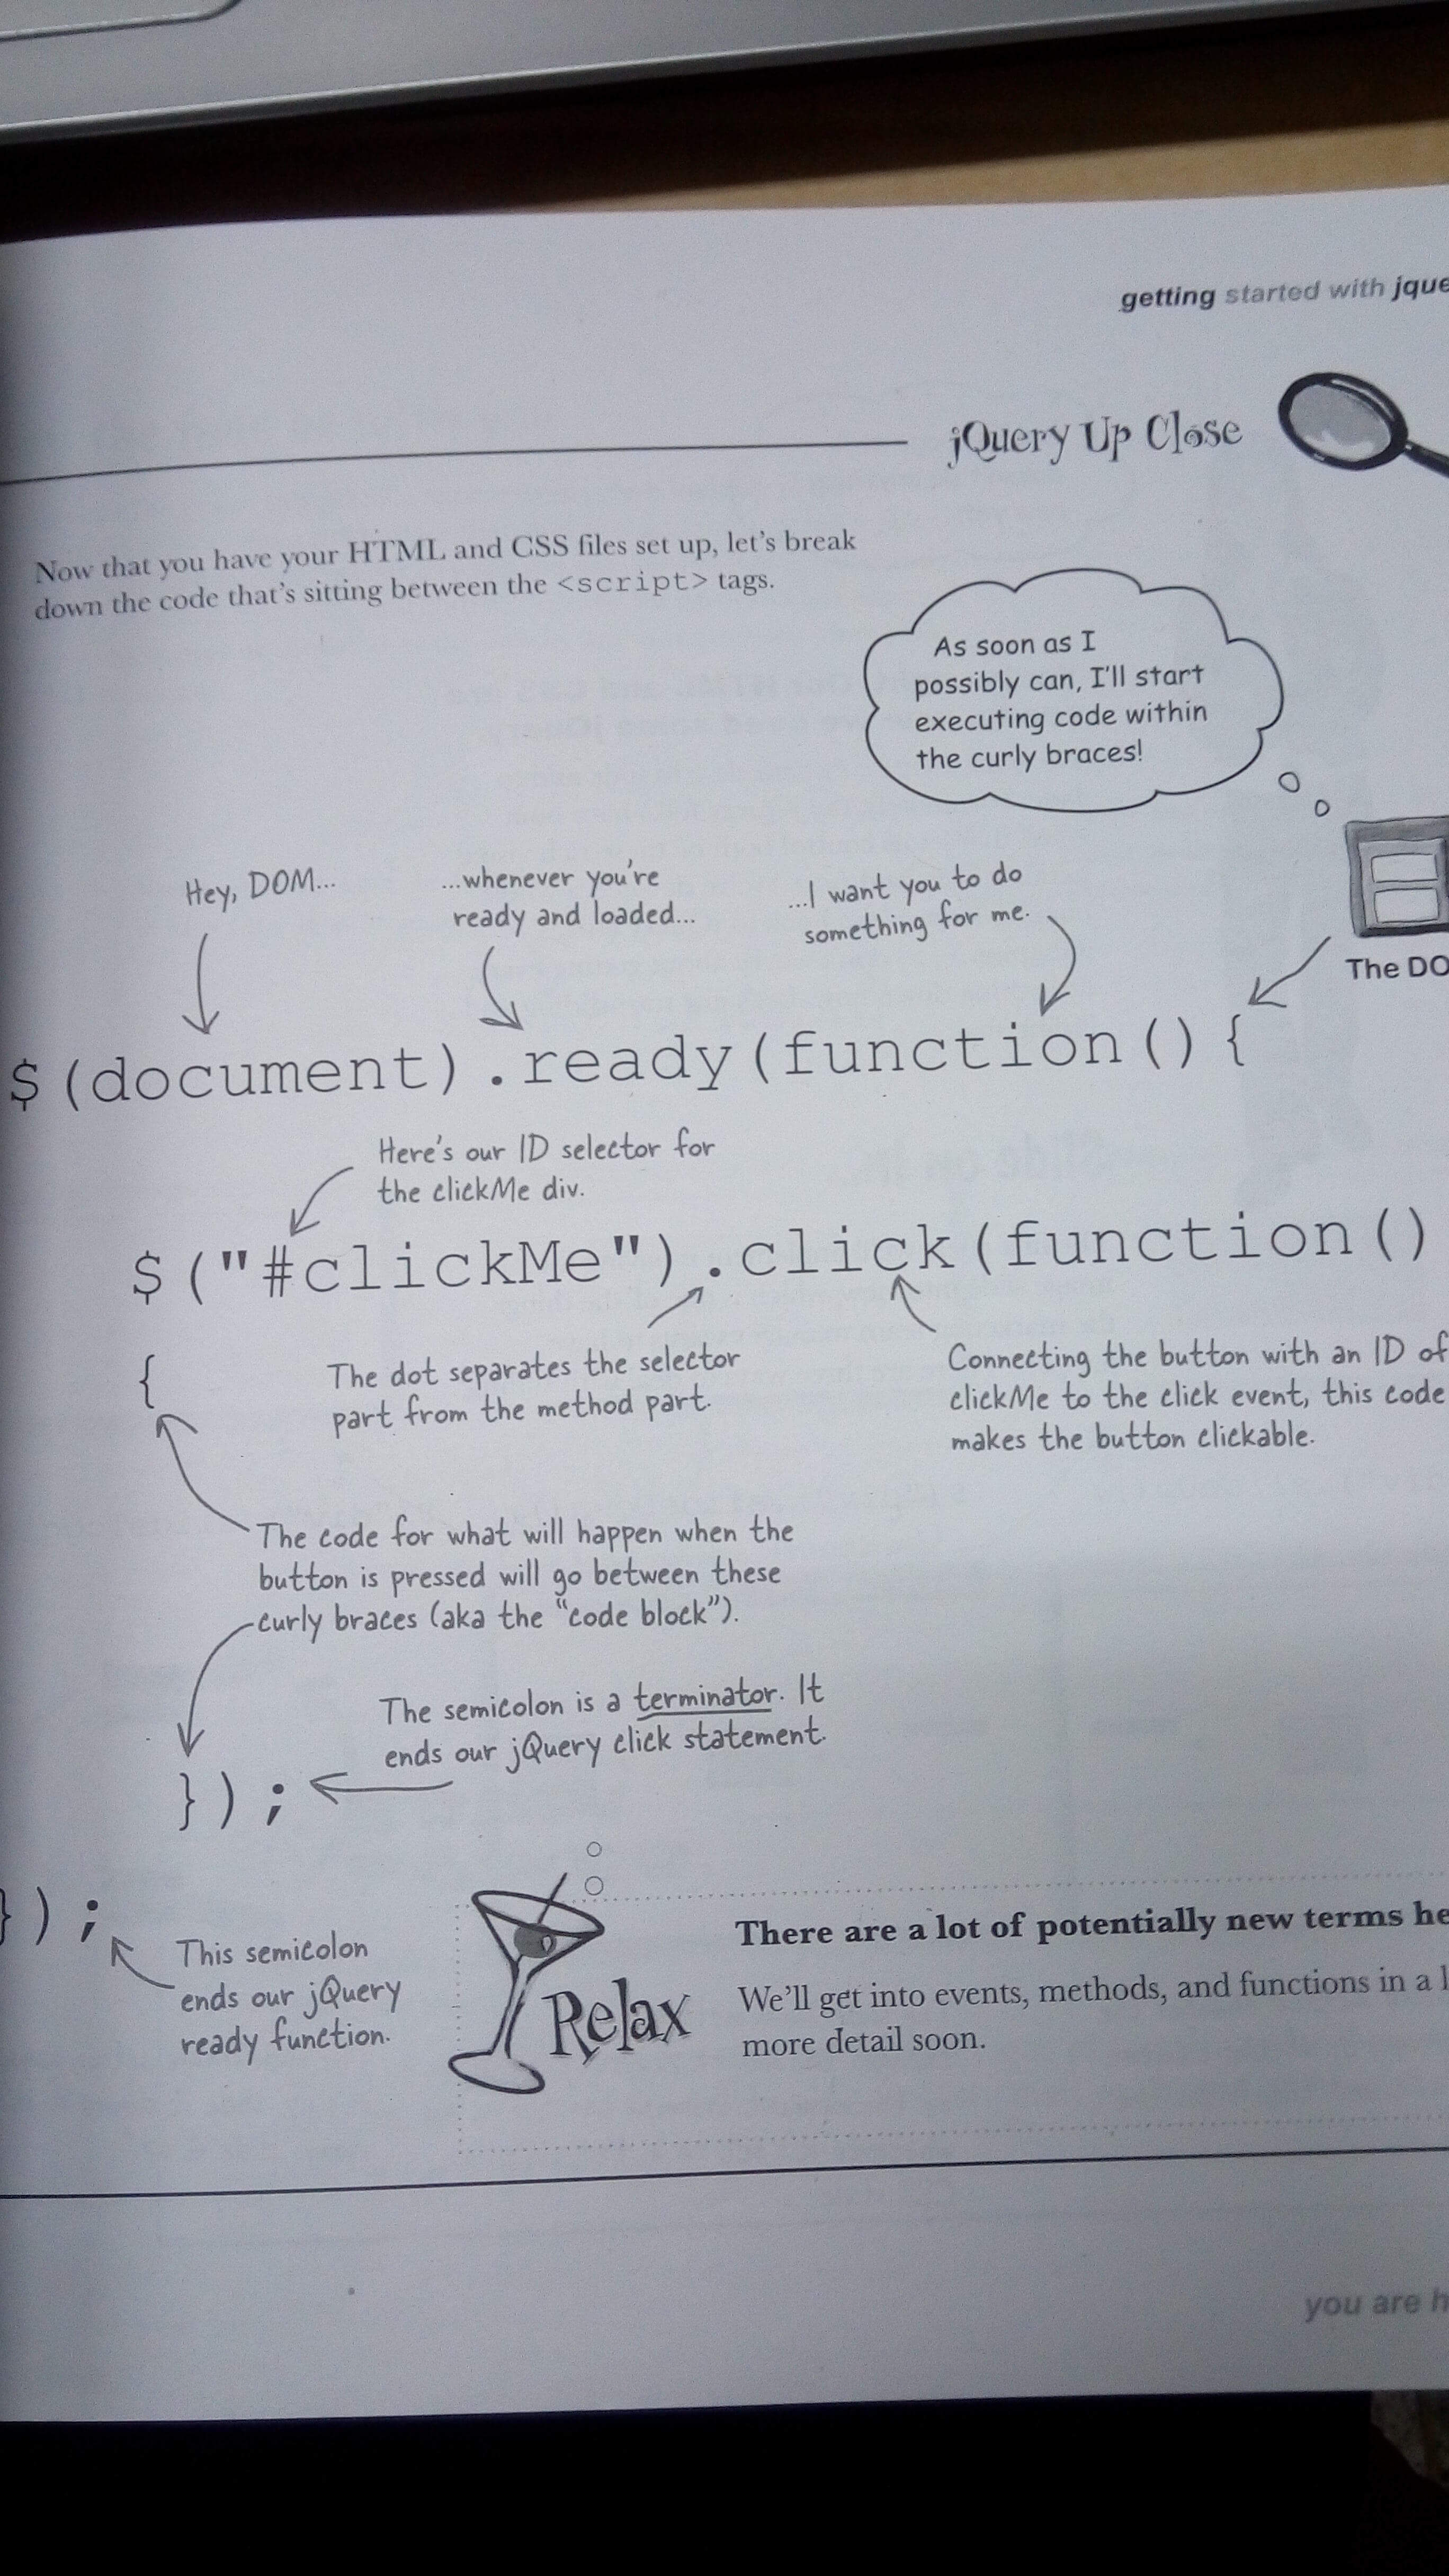 getting started with jque
jQuery Up Close
Now that you have your HTML and CSS files set up, let's break
down the code that's sitting between the <script> tags.
As soon as I
possibly can, I'll start
executing code within
the curly braces!
Hey, DOM...
...whenever you're
ready and loaded...
...I want you to do
something for me.
The DO
$(document).ready(function(){
Here's our ID selector for
the clickMe div.
$("#clickMe").click(function()
{
The dot separates the selector
part from the method part.
Connecting the button with an ID of
clickMe to the click event, this code
makes the button clickable.
The code for what will happen when the
button is pressed will go between these
curly braces (aka the "code block").
The semicolon is a terminator. It
ends our jQuery click statement.
});
});
This semicolon
ends our jQuery
ready function.
Relax
There are a lot of potentially new terms he
We'll get into events, methods, and functions in a l
more detail soon.
you are h